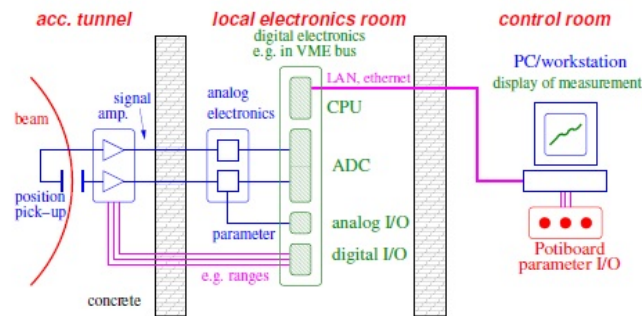 acc. tunnel
local electronics room
control room
digital electronics
e.g. in VME bus
PC/workstation
display of measurement
LAN, ethernet
signal
amp.
analog
electronics
CPU
beam
ADC
position
pick-up
parameter
analog I/O
digital I/O
e.g. ranges
concrete
Potiboard
parameter I/O